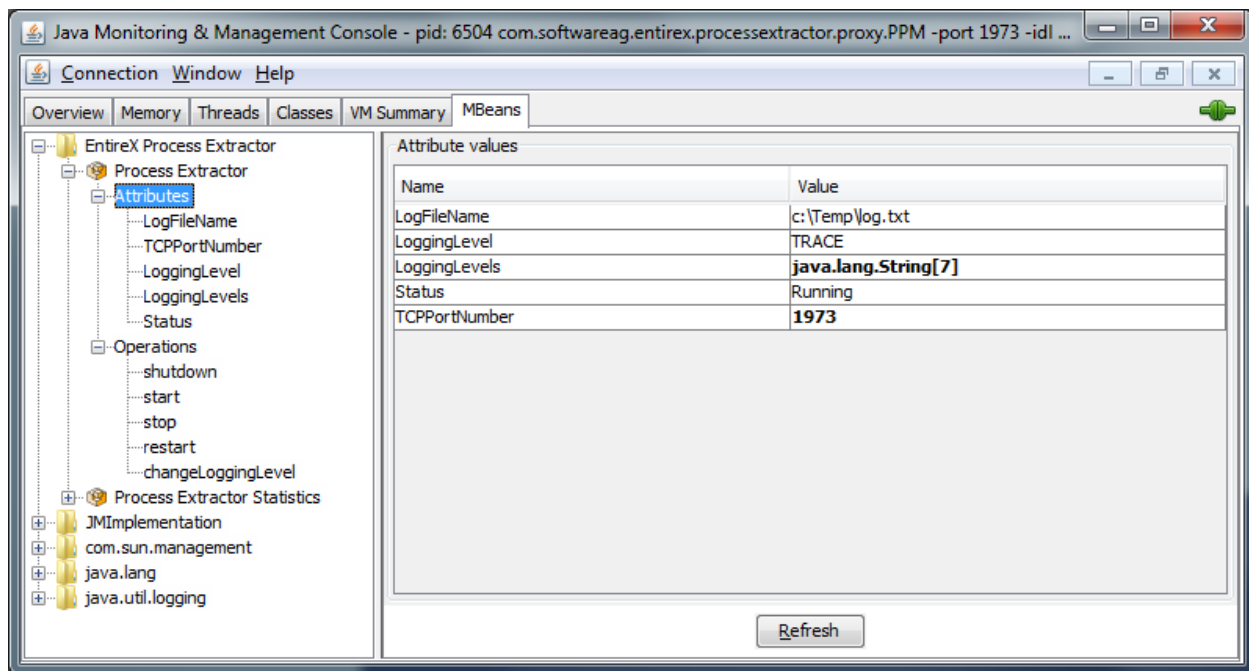 Java Monitoring & Management Console - pid: 6504 com.softwareag.entirex.processextractor.proxy.PPM -port 1973 -idl ...
Connection Window Help
Overview Memory Threads Classes VM Summary MBeans
EntireX Process Extractor
Process Extractor
Attributes
LogFileName
TCPPortNumber
LoggingLevel
LoggingLevels
Status
Operations
shutdown
start
stop
restart
changeLoggingLevel
Process Extractor Statistics
JMImplementation
com.sun.management
java.lang
java.util.logging
Attribute values
Name Value
LogFileName c:\Temp\log.txt
LoggingLevel TRACE
LoggingLevels java.lang.String[7]
Status Running
TCPPortNumber 1973
Refresh